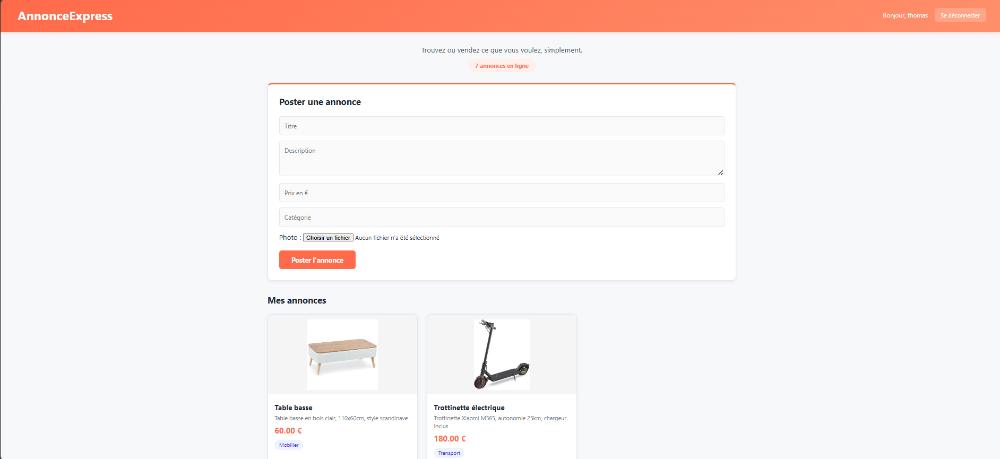 AnnonceExpress
Bonjour, thomas
Se déconnecter
Trouvez ou vendez ce que vous voulez, simplement.
7 annonces en ligne
Poster une annonce
Titre
Description
Prix en €
Catégorie
Photo : Choisir un fichier Aucun fichier n'a été sélectionné
Poster l'annonce
Mes annonces
Table basse
Table basse en bois clair, 110x60cm, style scandinave
60.00 €
Mobilier
Trottinette électrique
Trottinette Xiaomi M365, autonomie 25km, chargeur
inclus
180.00 €
Transport